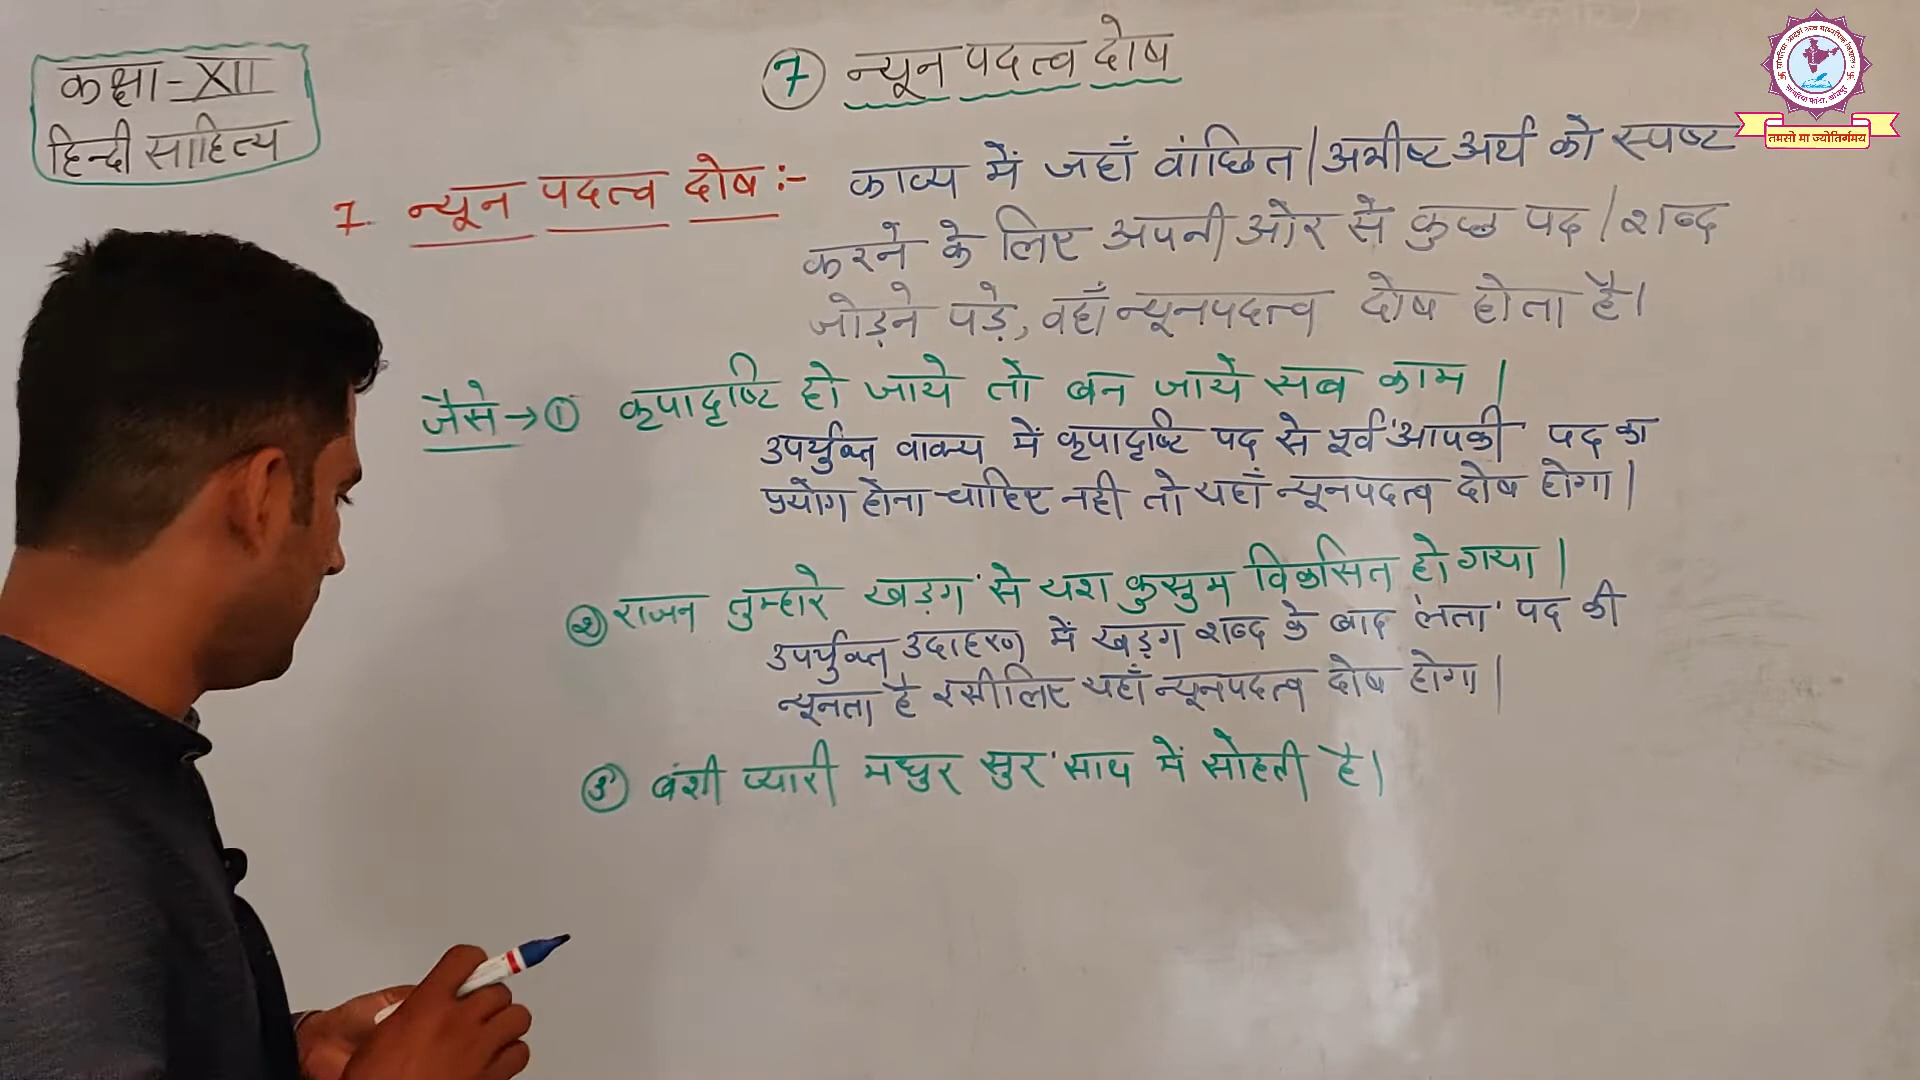 कक्षा-XII
हिन्दी साहित्य
7 न्यून पदत्व दोष
7. न्यून पदत्व दोष :- काव्य में जहाँ वांछित/अभीष्ट अर्थ को स्पष्ट
करने के लिए अपनी ओर से कुछ पद/शब्द
जोड़ने पड़े, वहाँ न्यूनपदत्व दोष होता है।
जैसे → ① कृपादृष्टि हो जाये तो बन जाये सब काम।
उपर्युक्त वाक्य में कृपादृष्टि पद से पूर्व 'आपकी' पद का
प्रयोग होना चाहिए नही तो यहाँ न्यूनपदत्व दोष होगा।
② राजन तुम्हारे खड़ग' से यश कुसुम विकसित हो गया।
उपर्युक्त उदाहरण में खड़ग शब्द के बाद 'लता' पद की
न्यूनता है इसीलिए यहाँ न्यूनपदत्व दोष होगा।
③ बंशी प्यारी मधुर सुर' साथ में सोहती है।
तमसो मा ज्योतिर्गमय